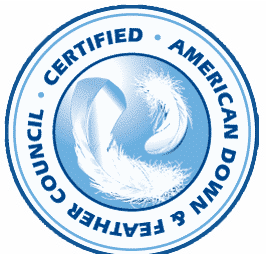 CERTIFIED • AMERICAN DOWN & FEATHER COUNCIL •